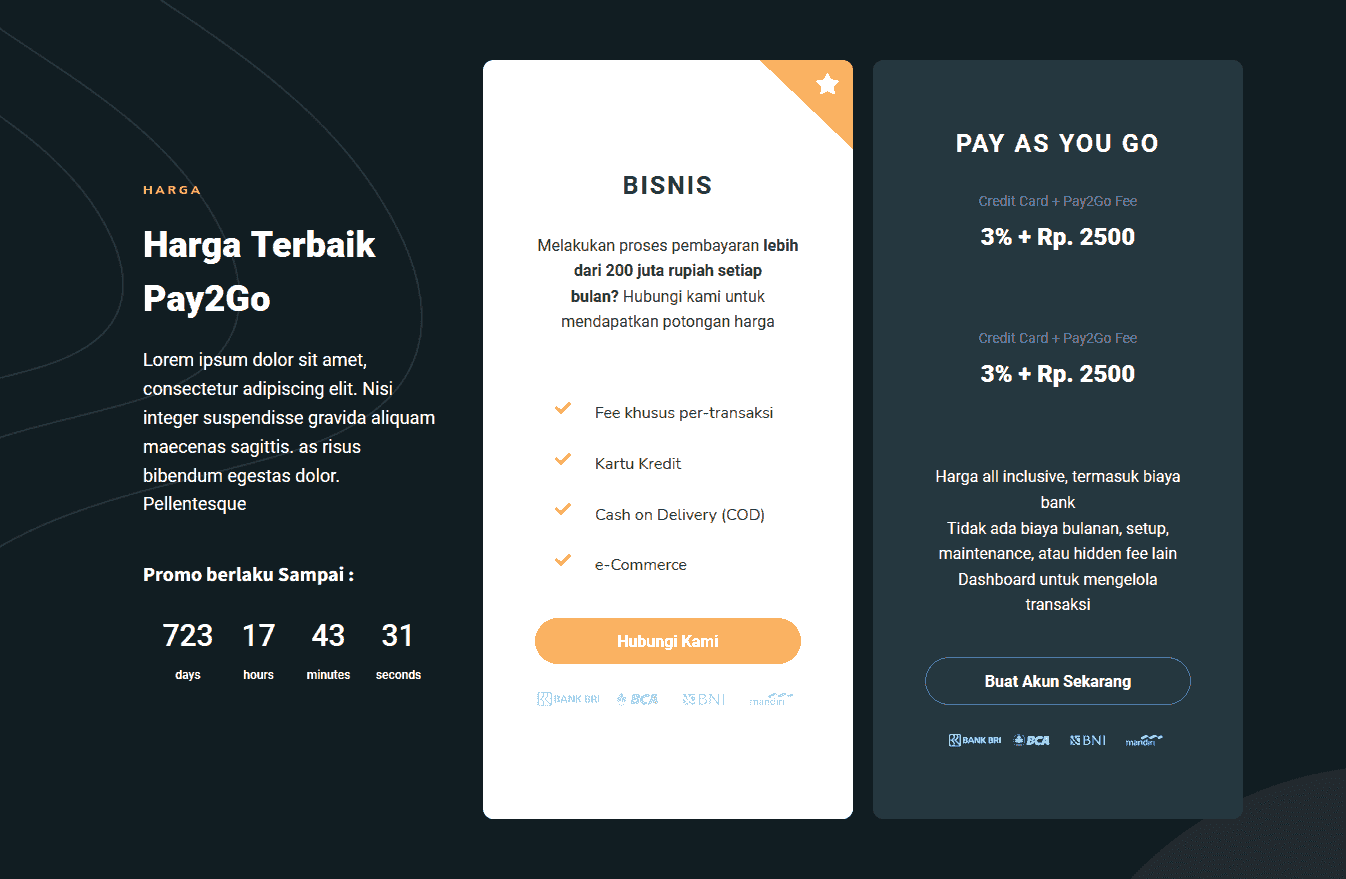 HARGA
Harga Terbaik
Pay2Go
Lorem ipsum dolor sit amet,
consectetur adipiscing elit. Nisi
integer suspendisse gravida aliquam
maecenas sagittis. as risus
bibendum egestas dolor.
Pellentesque
Promo berlaku Sampai :
723 17 43 31
days hours minutes seconds
BISNIS
Melakukan proses pembayaran lebih
dari 200 juta rupiah setiap
bulan? Hubungi kami untuk
mendapatkan potongan harga
Fee khusus per-transaksi
Kartu Kredit
Cash on Delivery (COD)
e-Commerce
Hubungi Kami
BANK BRI BCA BNI mandiri
PAY AS YOU GO
Credit Card + Pay2Go Fee
3% + Rp. 2500
Credit Card + Pay2Go Fee
3% + Rp. 2500
Harga all inclusive, termasuk biaya
bank
Tidak ada biaya bulanan, setup,
maintenance, atau hidden fee lain
Dashboard untuk mengelola
transaksi
Buat Akun Sekarang
BANK BRI BCA BNI mandiri